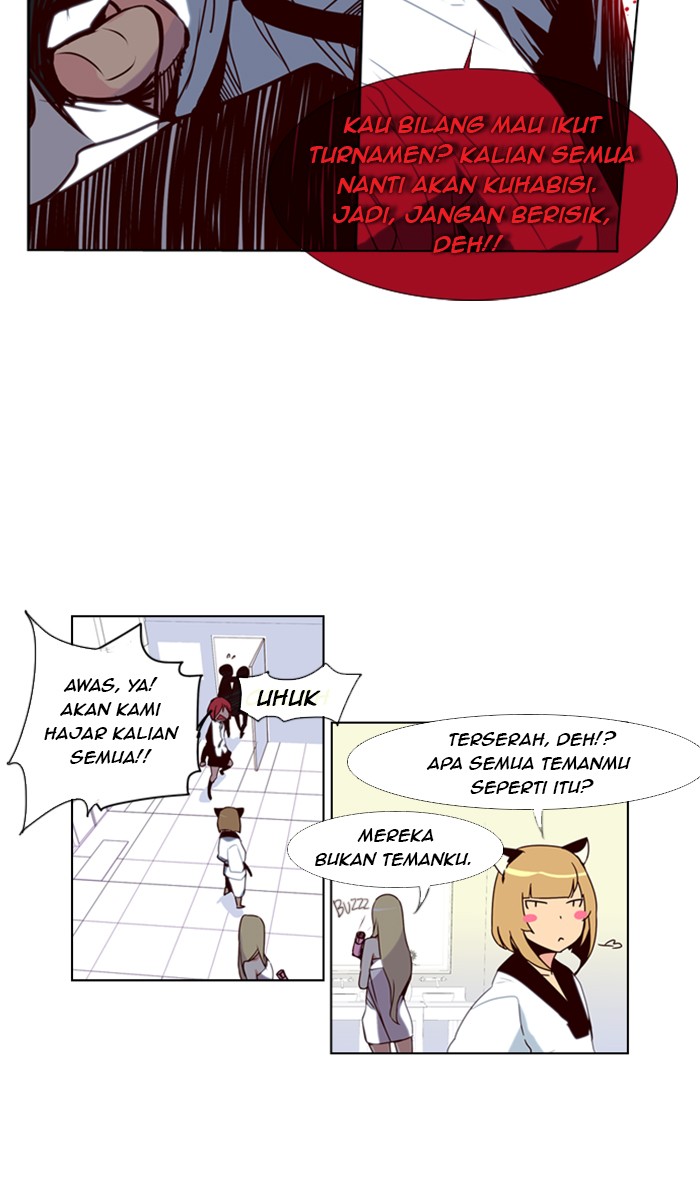 KAU BILANG MAU IKUT
TURNAMEN? KALIAN SEMUA
NANTI AKAN KUHABISI.
JADI, JANGAN BERISIK,
DEH!!
AWAS, YA!
AKAN KAMI
HAJAR KALIAN
SEMUA!!
UHUK
TERSERAH, DEH!?
APA SEMUA TEMANMU
SEPERTI ITU?
MEREKA
BUKAN TEMANKU.
BUZZZ